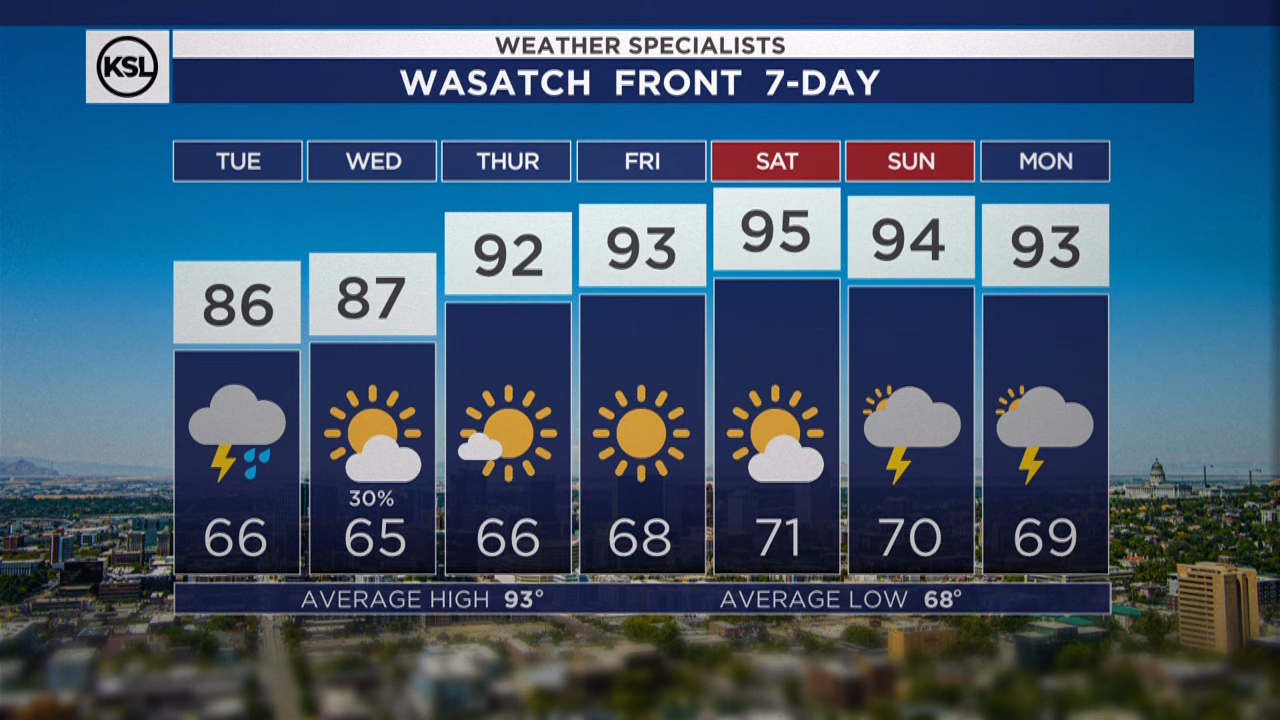 KSL
WEATHER SPECIALISTS
WASATCH FRONT 7-DAY
TUE WED THUR FRI SAT SUN MON
86 87 92 93 95 94 93
30%
66 65 66 68 71 70 69
AVERAGE HIGH 93° AVERAGE LOW 68°